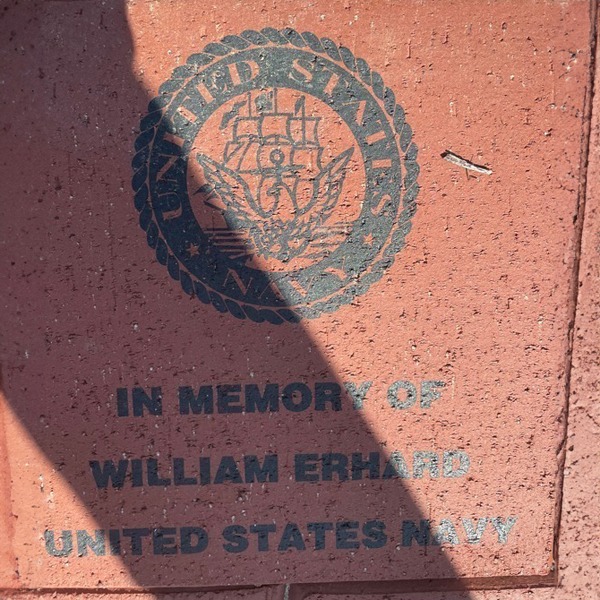 UNITED STATES
NAVY
IN MEMORY OF
WILLIAM ERHARD
UNITED STATES NAVY